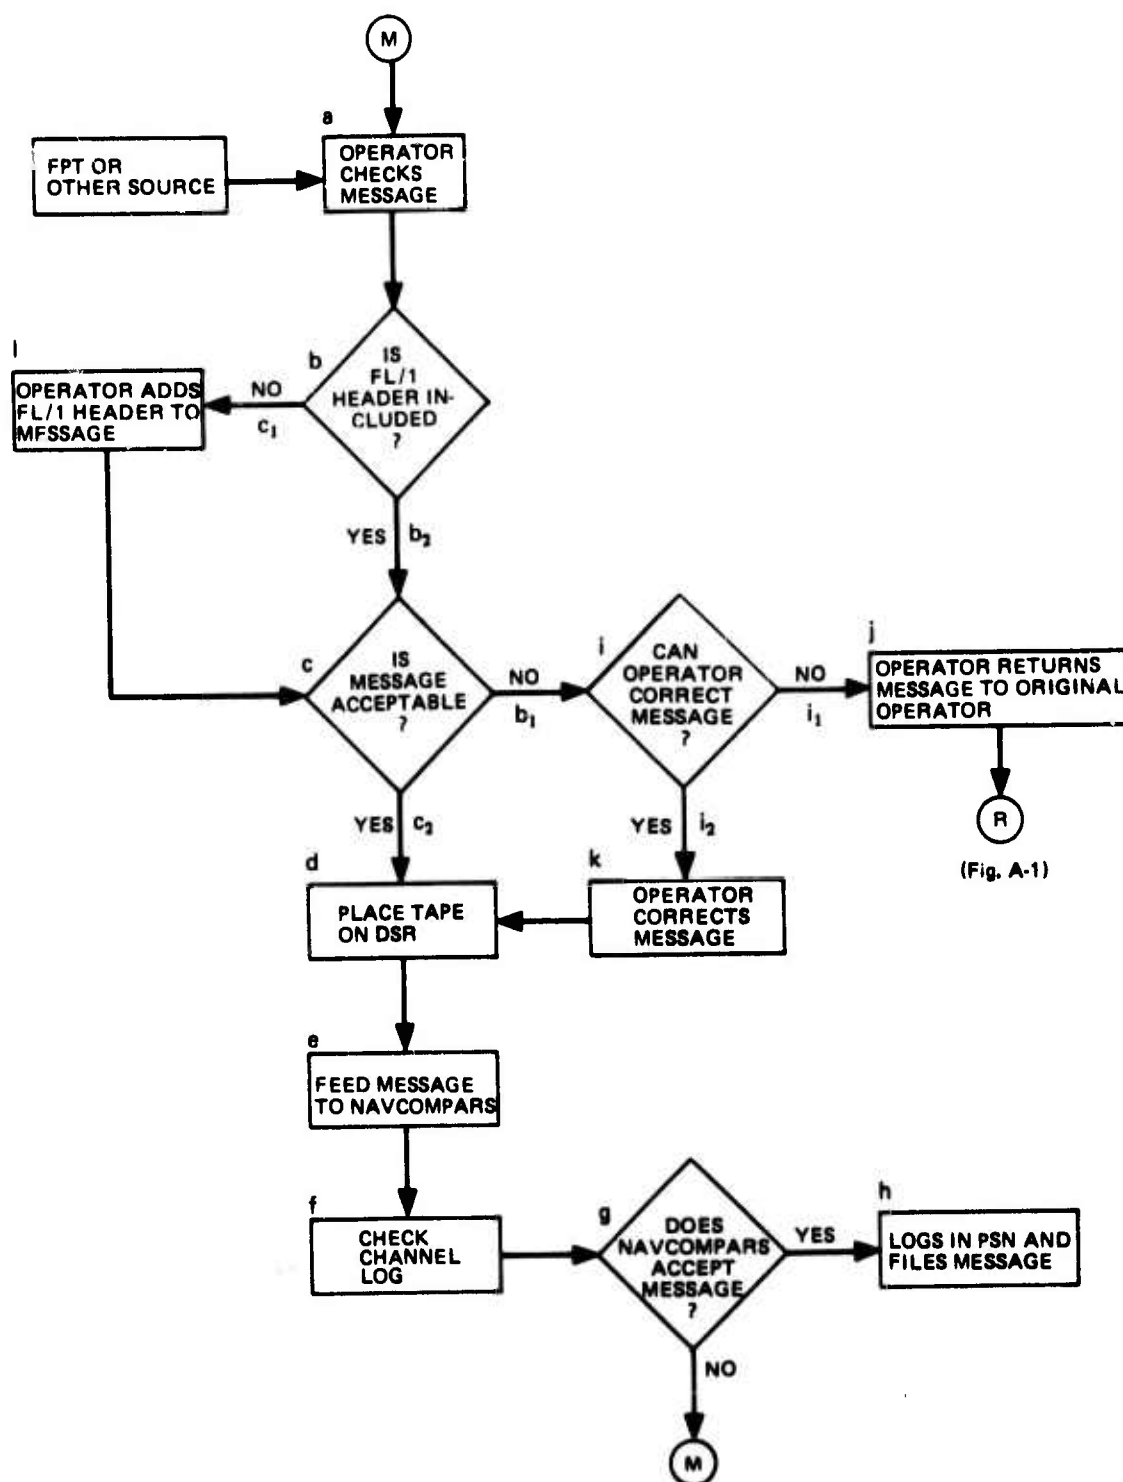 M
a
FPT OR
OTHER SOURCE
OPERATOR
CHECKS
MESSAGE
l
OPERATOR ADDS
FL/1 HEADER TO
MFSSAGE
NO
c₁
b
IS
FL/1
HEADER IN-
CLUDED
?
YES b₂
c
IS
MESSAGE
ACCEPTABLE
?
NO
b₁
i
CAN
OPERATOR
CORRECT
MESSAGE
?
NO
i₁
j
OPERATOR RETURNS
MESSAGE TO ORIGINAL
OPERATOR
R
(Fig. A-1)
YES c₂
YES i₂
d
PLACE TAPE
ON DSR
k
OPERATOR
CORRECTS
MESSAGE
e
FEED MESSAGE
TO NAVCOMPARS
f
CHECK
CHANNEL
LOG
g
DOES
NAVCOMPARS
ACCEPT
MESSAGE
?
YES
h
LOGS IN PSN AND
FILES MESSAGE
NO
M